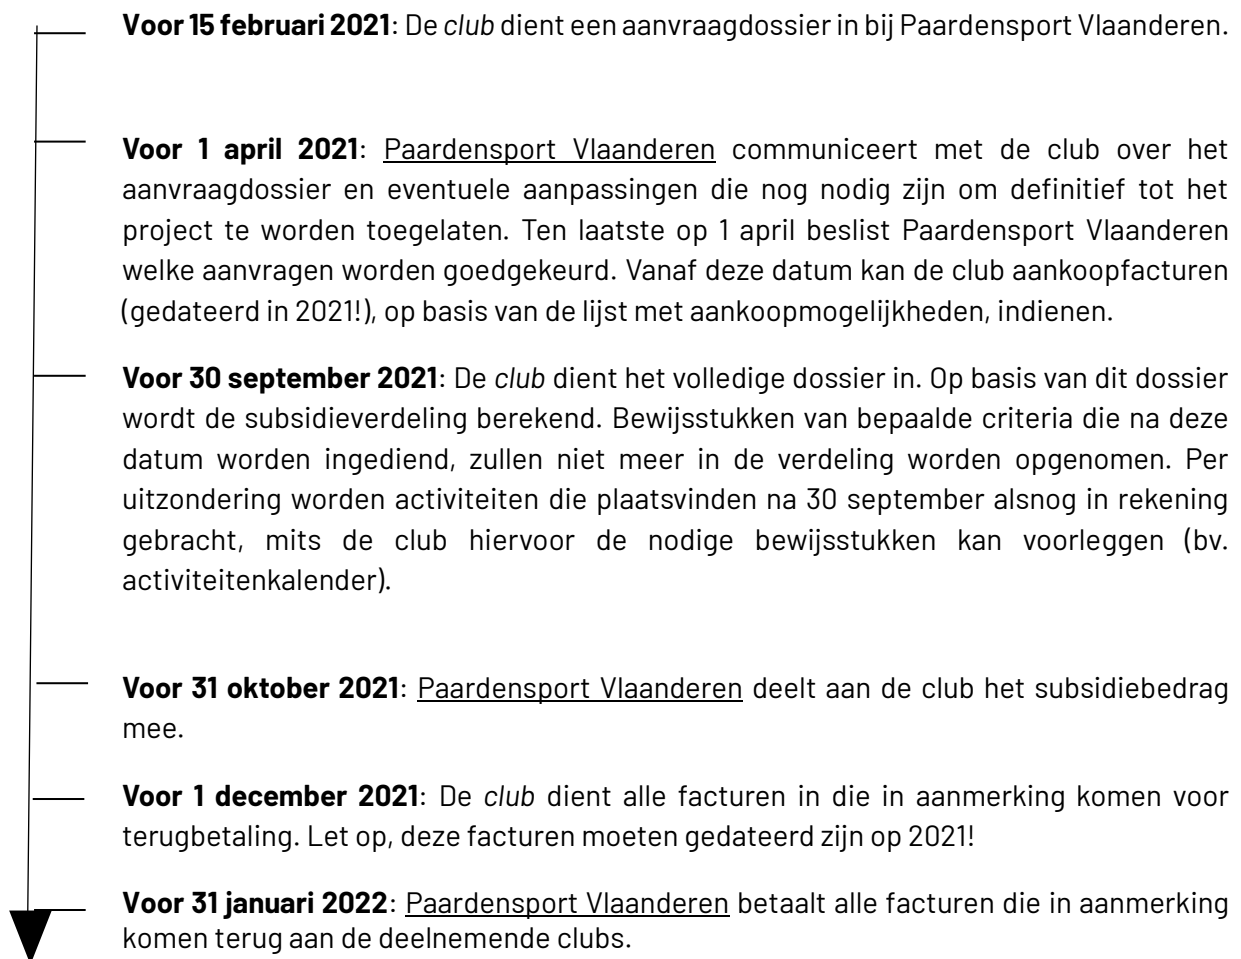 Voor 15 februari 2021: De club dient een aanvraagdossier in bij Paardensport Vlaanderen.
Voor 1 april 2021: Paardensport Vlaanderen communiceert met de club over het
aanvraagdossier en eventuele aanpassingen die nog nodig zijn om definitief tot het
project te worden toegelaten. Ten laatste op 1 april beslist Paardensport Vlaanderen
welke aanvragen worden goedgekeurd. Vanaf deze datum kan de club aankoopfacturen
(gedateerd in 2021!), op basis van de lijst met aankoopmogelijkheden, indienen.
Voor 30 september 2021: De club dient het volledige dossier in. Op basis van dit dossier
wordt de subsidieverdeling berekend. Bewijsstukken van bepaalde criteria die na deze
datum worden ingediend, zullen niet meer in de verdeling worden opgenomen. Per
uitzondering worden activiteiten die plaatsvinden na 30 september alsnog in rekening
gebracht, mits de club hiervoor de nodige bewijsstukken kan voorleggen (bv.
activiteitenkalender).
Voor 31 oktober 2021: Paardensport Vlaanderen deelt aan de club het subsidiebedrag
mee.
Voor 1 december 2021: De club dient alle facturen in die in aanmerking komen voor
terugbetaling. Let op, deze facturen moeten gedateerd zijn op 2021!
Voor 31 januari 2022: Paardensport Vlaanderen betaalt alle facturen die in aanmerking
komen terug aan de deelnemende clubs.